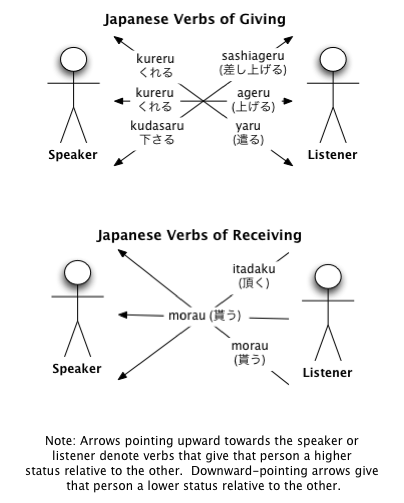 Japanese Verbs of Giving
kureru
くれる
sashiageru
(差し上げる)
kureru
くれる
ageru
(上げる)
kudasaru
下さる
yaru
(遣る)
Speaker
Listener
Japanese Verbs of Receiving
itadaku
(頂く)
morau (貰う)
morau
(貰う)
Speaker
Listener
Note: Arrows pointing upward towards the speaker or
listener denote verbs that give that person a higher
status relative to the other.  Downward-pointing arrows give
that person a lower status relative to the other.